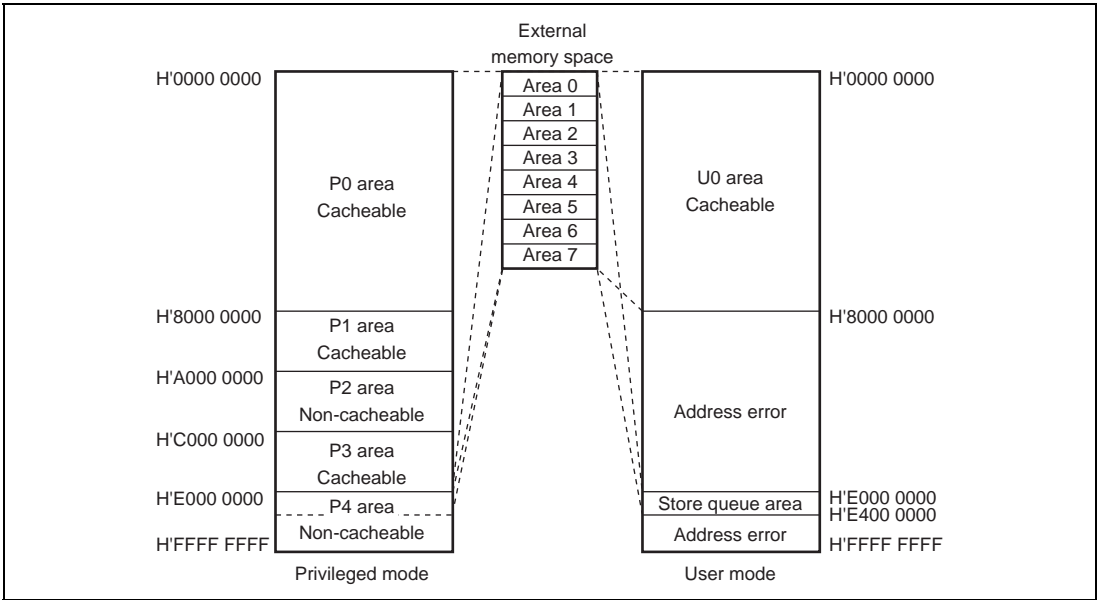 External
memory space
H'0000 0000
Area 0
Area 1
Area 2
Area 3
Area 4
Area 5
Area 6
Area 7
P0 area
Cacheable
H'8000 0000
P1 area
Cacheable
H'A000 0000
P2 area
Non-cacheable
H'C000 0000
P3 area
Cacheable
H'E000 0000
P4 area
Non-cacheable
H'FFFF FFFF
Privileged mode
H'0000 0000
U0 area
Cacheable
H'8000 0000
Address error
H'E000 0000
Store queue area
H'E400 0000
Address error
H'FFFF FFFF
User mode